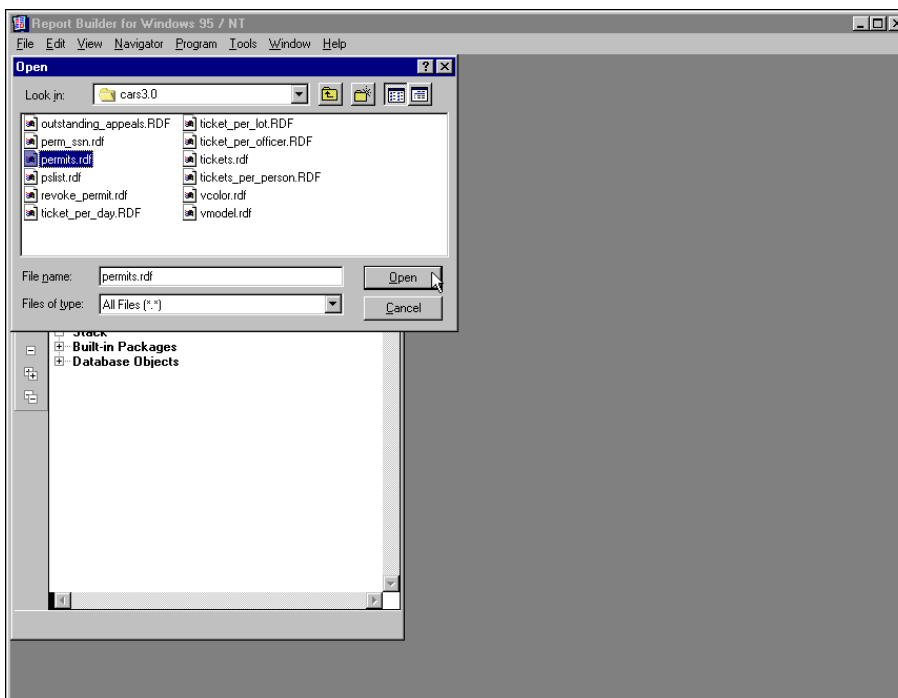 Report Builder for Windows 95 / NT
File Edit View Navigator Program Tools Window Help
Open
Look in: cars3.0
outstanding_appeals.RDF ticket_per_lot.RDF
perm_ssn.rdf ticket_per_officer.RDF
permits.rdf tickets.rdf
pslist.rdf tickets_per_person.RDF
revoke_permit.rdf vcolor.rdf
ticket_per_day.RDF vmodel.rdf
File name: permits.rdf Open
Files of type: All Files (*.*) Cancel
Stack
Built-in Packages
Database Objects